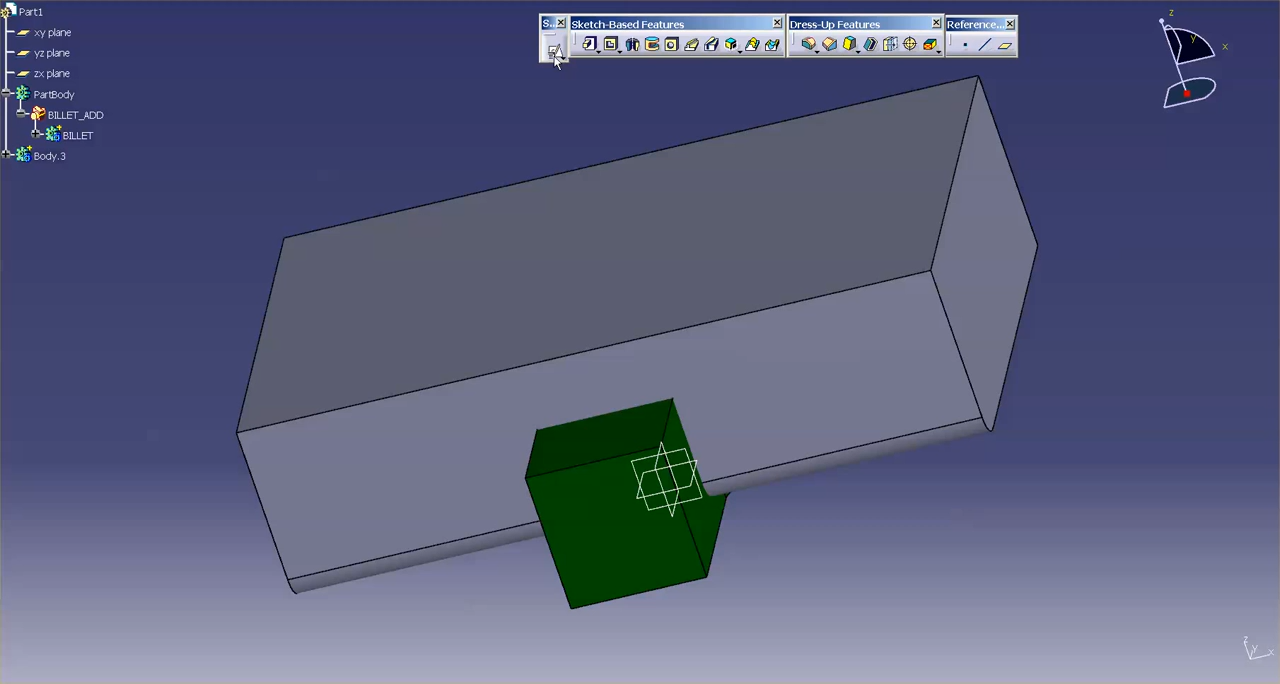 Part1
xy plane
yz plane
zx plane
PartBody
BILLET_ADD
BILLET
Body.3
S...
Sketch-Based Features
Dress-Up Features
Reference...
z
y
x
z
y
x